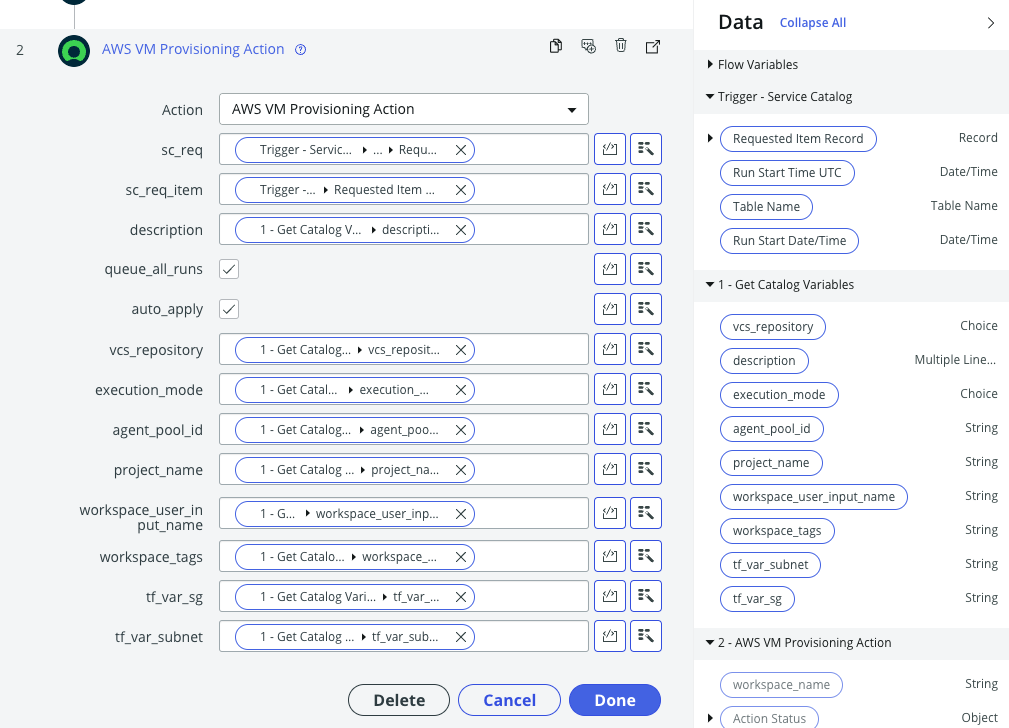 2
AWS VM Provisioning Action
Action
AWS VM Provisioning Action
sc_req
Trigger - Servic... ... Requ...
sc_req_item
Trigger -... Requested Item ...
description
1 - Get Catalog V... descripti...
queue_all_runs
auto_apply
vcs_repository
1 - Get Catalog... vcs_reposit...
execution_mode
1 - Get Catal... execution_...
agent_pool_id
1 - Get Catalog... agent_poo...
project_name
1 - Get Catalog ... project_na...
workspace_user_in
put_name
1 - G... workspace_user_inp...
workspace_tags
1 - Get Catalo... workspace_...
tf_var_sg
1 - Get Catalog Vari... tf_var_...
tf_var_subnet
1 - Get Catalog ... tf_var_sub...
Delete
Cancel
Done
Data
Collapse All
Flow Variables
Trigger - Service Catalog
Requested Item Record Record
Run Start Time UTC Date/Time
Table Name Table Name
Run Start Date/Time Date/Time
1 - Get Catalog Variables
vcs_repository Choice
description Multiple Line...
execution_mode Choice
agent_pool_id String
project_name String
workspace_user_input_name String
workspace_tags String
tf_var_subnet String
tf_var_sg String
2 - AWS VM Provisioning Action
workspace_name String
Action Status Object